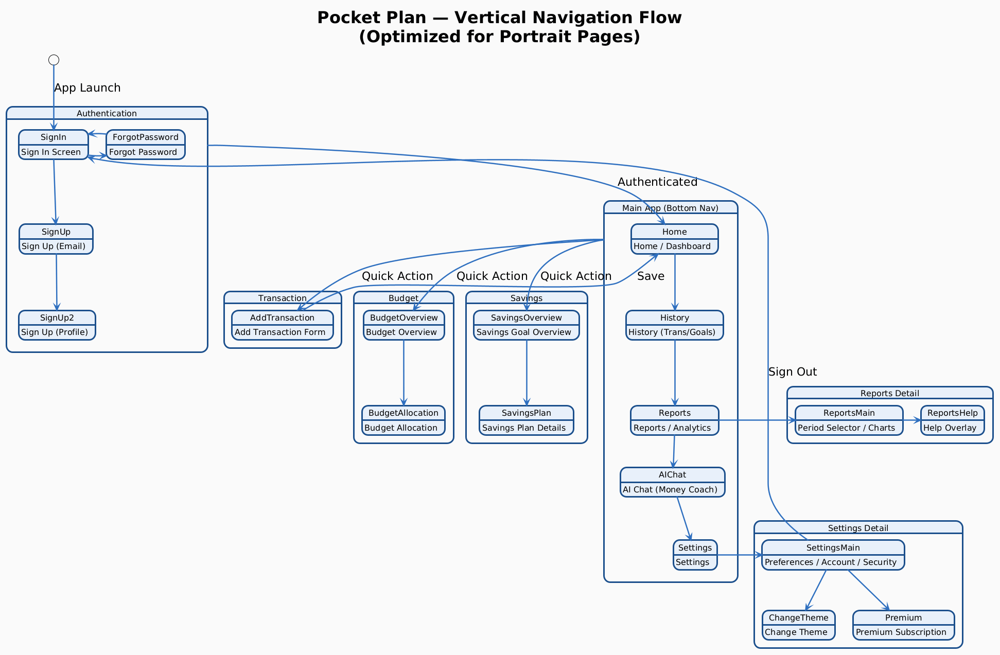 Pocket Plan — Vertical Navigation Flow
(Optimized for Portrait Pages)
App Launch
Authentication
SignIn
Sign In Screen
ForgotPassword
Forgot Password
SignUp
Sign Up (Email)
SignUp2
Sign Up (Profile)
Authenticated
Main App (Bottom Nav)
Home
Home / Dashboard
Quick Action
Quick Action
Quick Action
Save
Transaction
AddTransaction
Add Transaction Form
Budget
BudgetOverview
Budget Overview
BudgetAllocation
Budget Allocation
Savings
SavingsOverview
Savings Goal Overview
SavingsPlan
Savings Plan Details
History
History (Trans/Goals)
Reports
Reports / Analytics
AIChat
AI Chat (Money Coach)
Settings
Settings
Sign Out
Reports Detail
ReportsMain
Period Selector / Charts
ReportsHelp
Help Overlay
Settings Detail
SettingsMain
Preferences / Account / Security
ChangeTheme
Change Theme
Premium
Premium Subscription